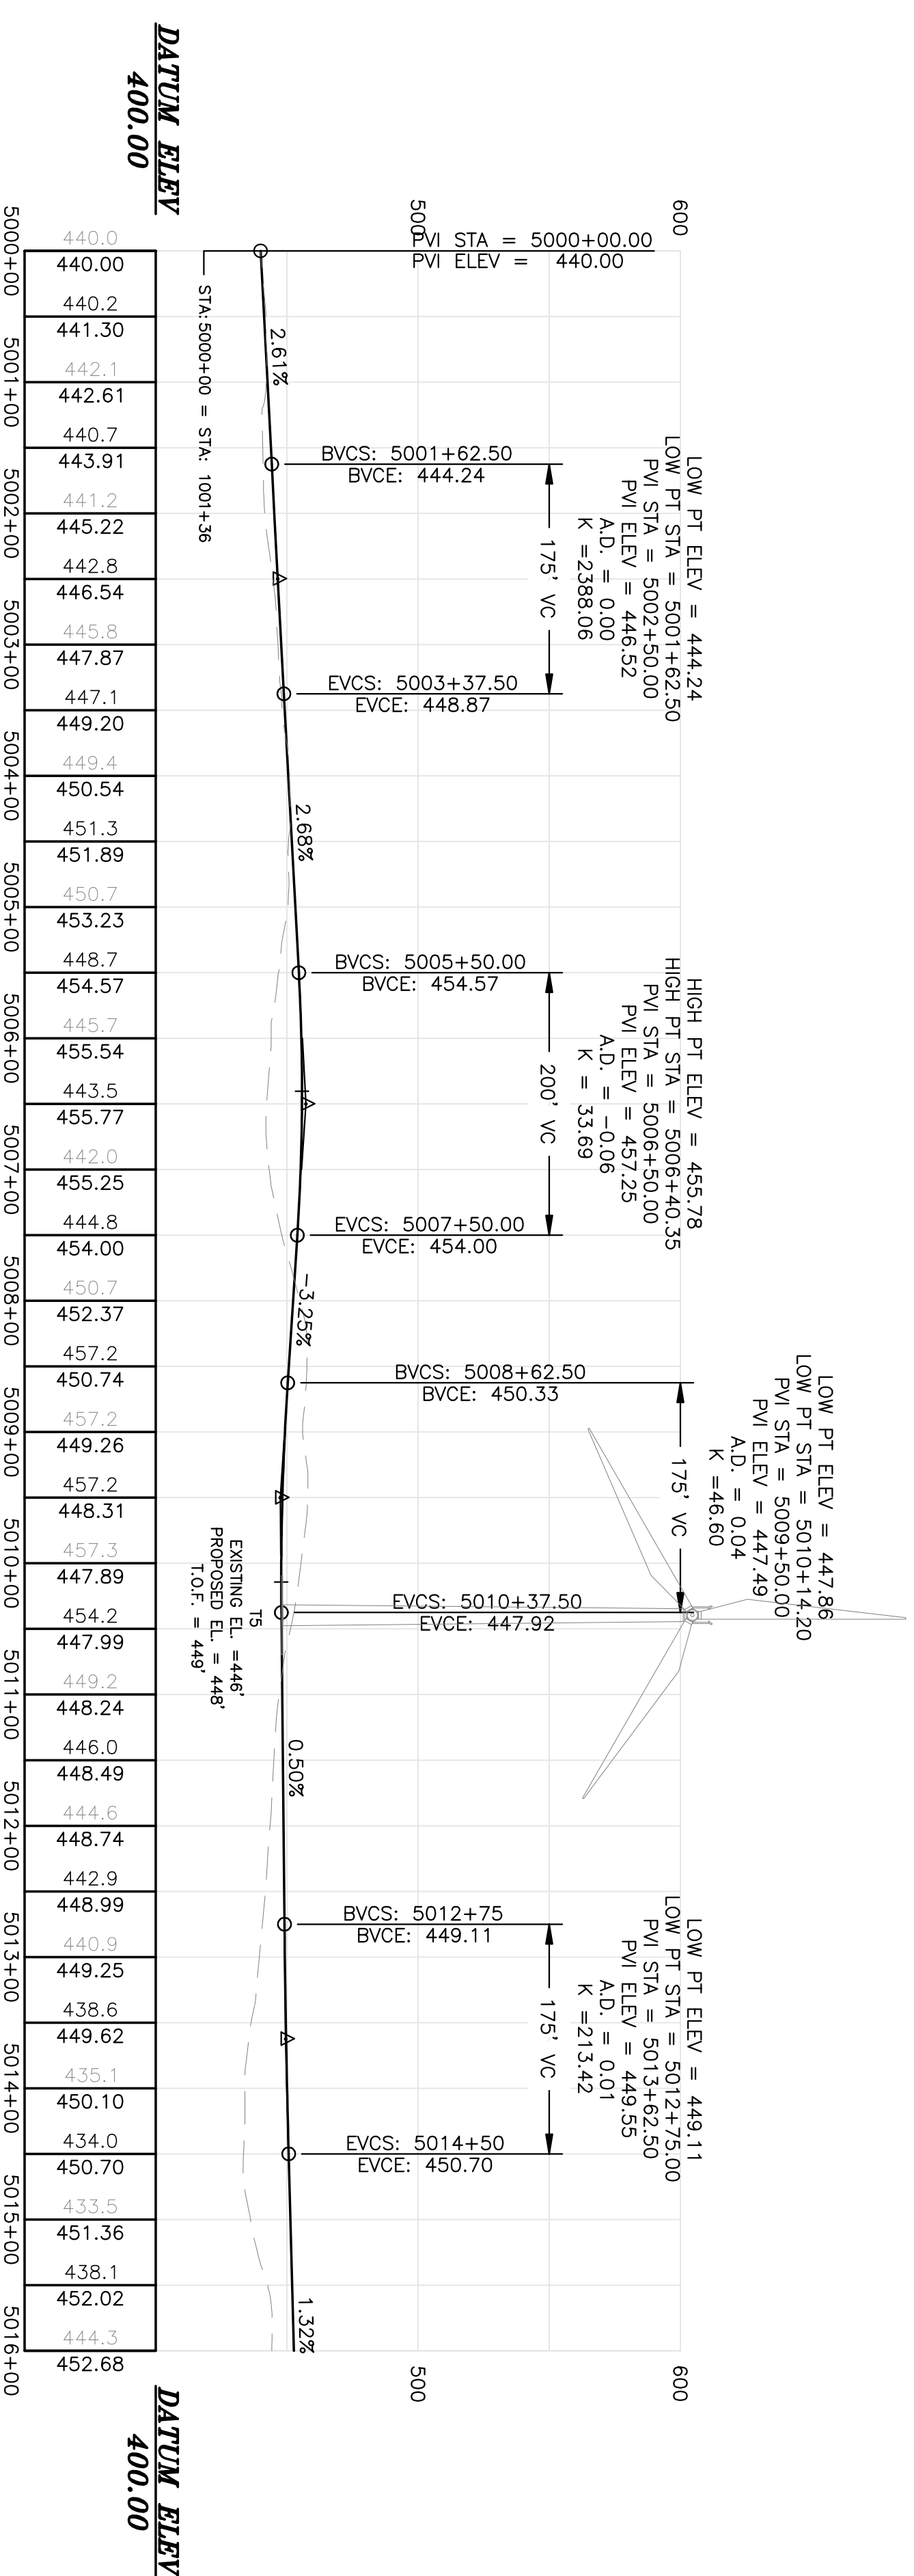 DATUM ELEV
400.00
600
500
PVI STA = 5000+00.00
PVI ELEV = 440.00
STA:5000+00 = STA: 1001+36
2.61%
LOW PT ELEV = 444.24
LOW PT STA = 5001+62.50
PVI STA = 5002+50.00
PVI ELEV = 446.52
A.D. = 0.00
K =2388.06
175' VC
BVCS: 5001+62.50
BVCE: 444.24
EVCS: 5003+37.50
EVCE: 448.87
2.68%
HIGH PT ELEV = 455.78
HIGH PT STA = 5006+40.35
PVI STA = 5006+50.00
PVI ELEV = 457.25
A.D. = -0.06
K = 33.69
200' VC
BVCS: 5005+50.00
BVCE: 454.57
EVCS: 5007+50.00
EVCE: 454.00
-3.25%
LOW PT ELEV = 447.86
LOW PT STA = 5010+14.20
PVI STA = 5009+50.00
PVI ELEV = 447.49
A.D. = 0.04
K =46.60
175' VC
BVCS: 5008+62.50
BVCE: 450.33
EVCS: 5010+37.50
EVCE: 447.92
T5
EXISTING EL. =446'
PROPOSED EL. = 448'
T.O.F. = 449'
0.50%
LOW PT ELEV = 449.11
LOW PT STA = 5012+75.00
PVI STA = 5013+62.50
PVI ELEV = 449.55
A.D. = 0.01
K =213.42
175' VC
BVCS: 5012+75
BVCE: 449.11
EVCS: 5014+50
EVCE: 450.70
1.32%
600
500
440.0
440.00
440.2
441.30
442.1
442.61
440.7
443.91
441.2
445.22
442.8
446.54
445.8
447.87
447.1
449.20
449.4
450.54
451.3
451.89
450.7
453.23
448.7
454.57
445.7
455.54
443.5
455.77
442.0
455.25
444.8
454.00
450.7
452.37
457.2
450.74
457.2
449.26
457.2
448.31
457.3
447.89
454.2
447.99
449.2
448.24
446.0
448.49
444.6
448.74
442.9
448.99
440.9
449.25
438.6
449.62
435.1
450.10
434.0
450.70
433.5
451.36
438.1
452.02
444.3
452.68
5000+00
5001+00
5002+00
5003+00
5004+00
5005+00
5006+00
5007+00
5008+00
5009+00
5010+00
5011+00
5012+00
5013+00
5014+00
5015+00
5016+00
DATUM ELEV
400.00